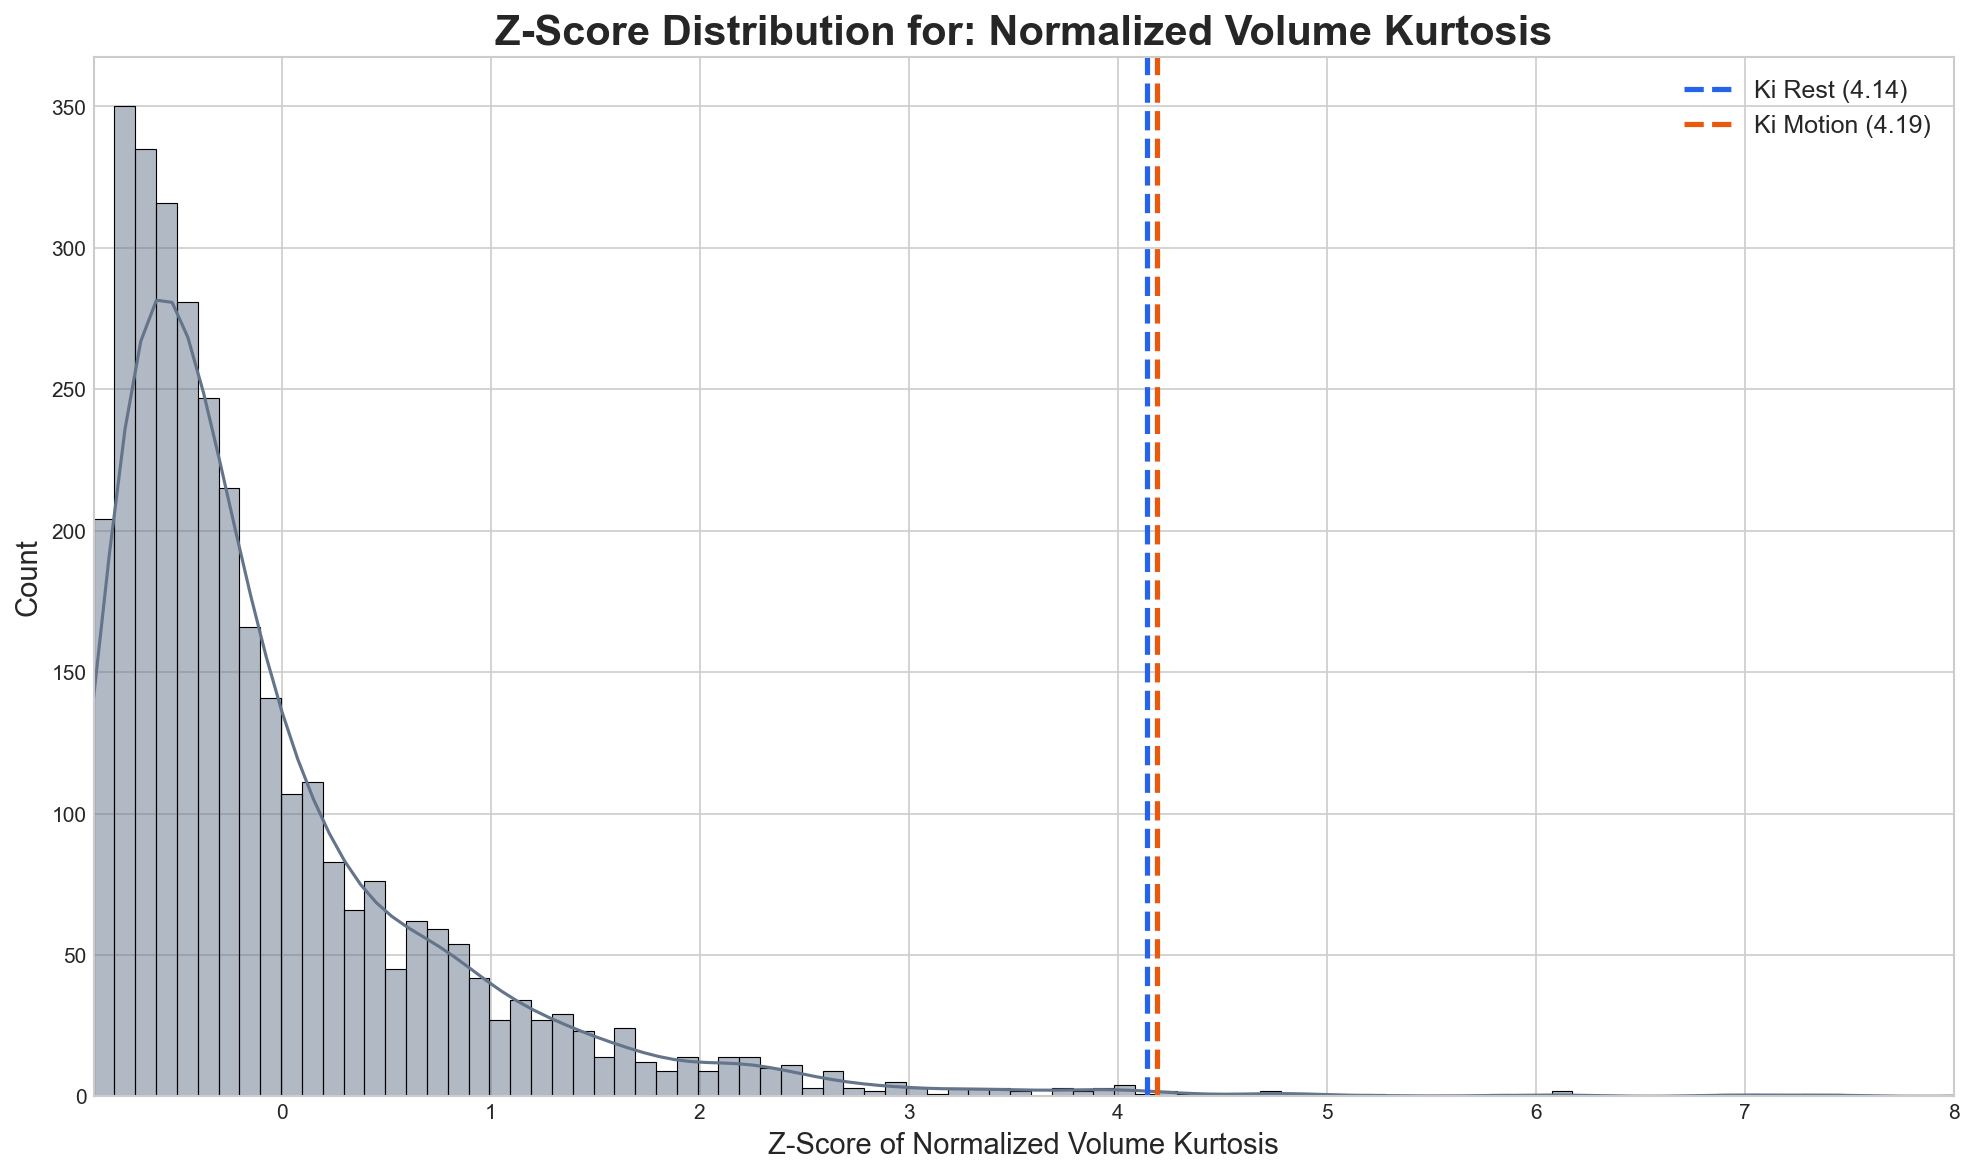 Z-Score Distribution for: Normalized Volume Kurtosis
Ki Rest (4.14)
Ki Motion (4.19)
350
300
250
200
150
100
50
0
Count
0 1 2 3 4 5 6 7 8
Z-Score of Normalized Volume Kurtosis